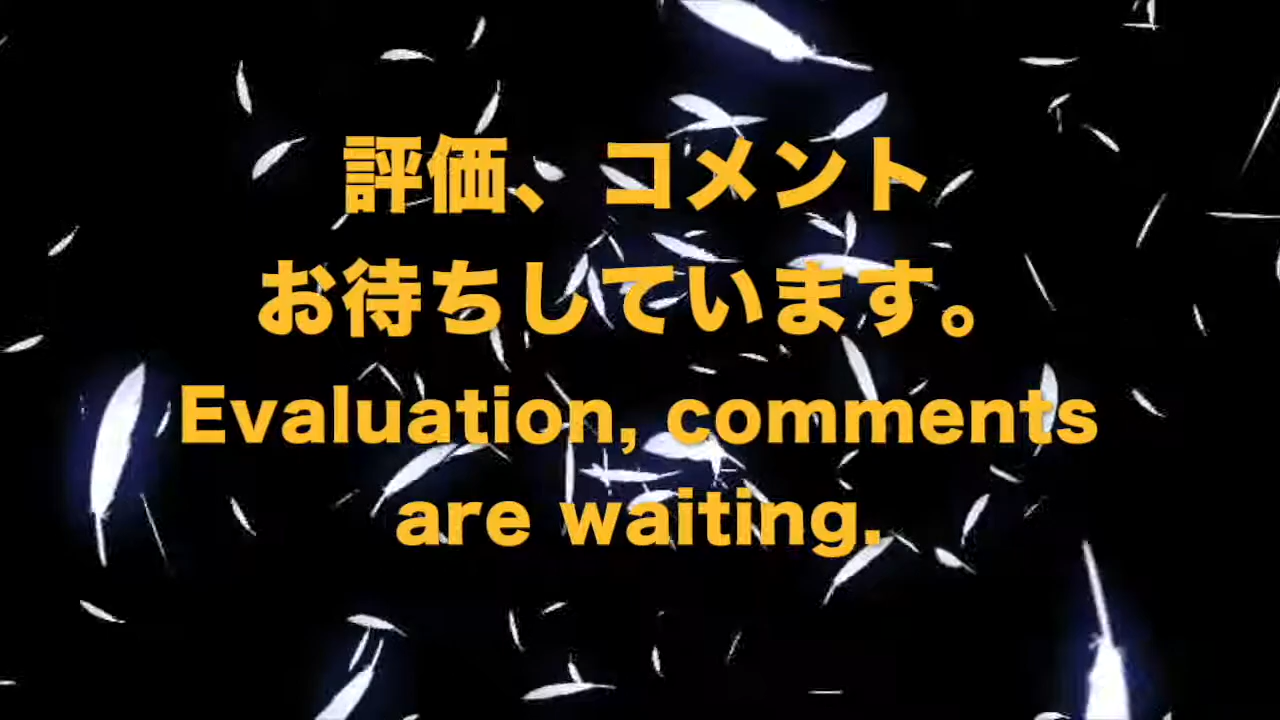 評価、コメント
お待ちしています。
Evaluation, comments
are waiting.